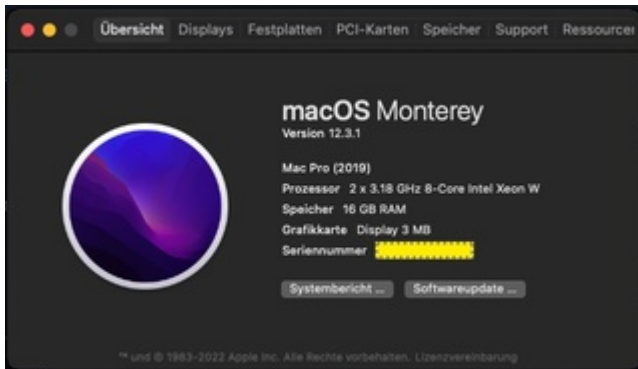 Übersicht Displays Festplatten PCI-Karten Speicher Support Ressourcen
macOS Monterey
Version 12.3.1
Mac Pro (2019)
Prozessor 2 x 3.18 GHz 8-Core Intel Xeon W
Speicher 16 GB RAM
Grafikkarte Display 3 MB
Seriennummer
Systembericht ... Softwareupdate ...
™ und © 1983-2022 Apple Inc. Alle Rechte vorbehalten. Lizenzvereinbarung